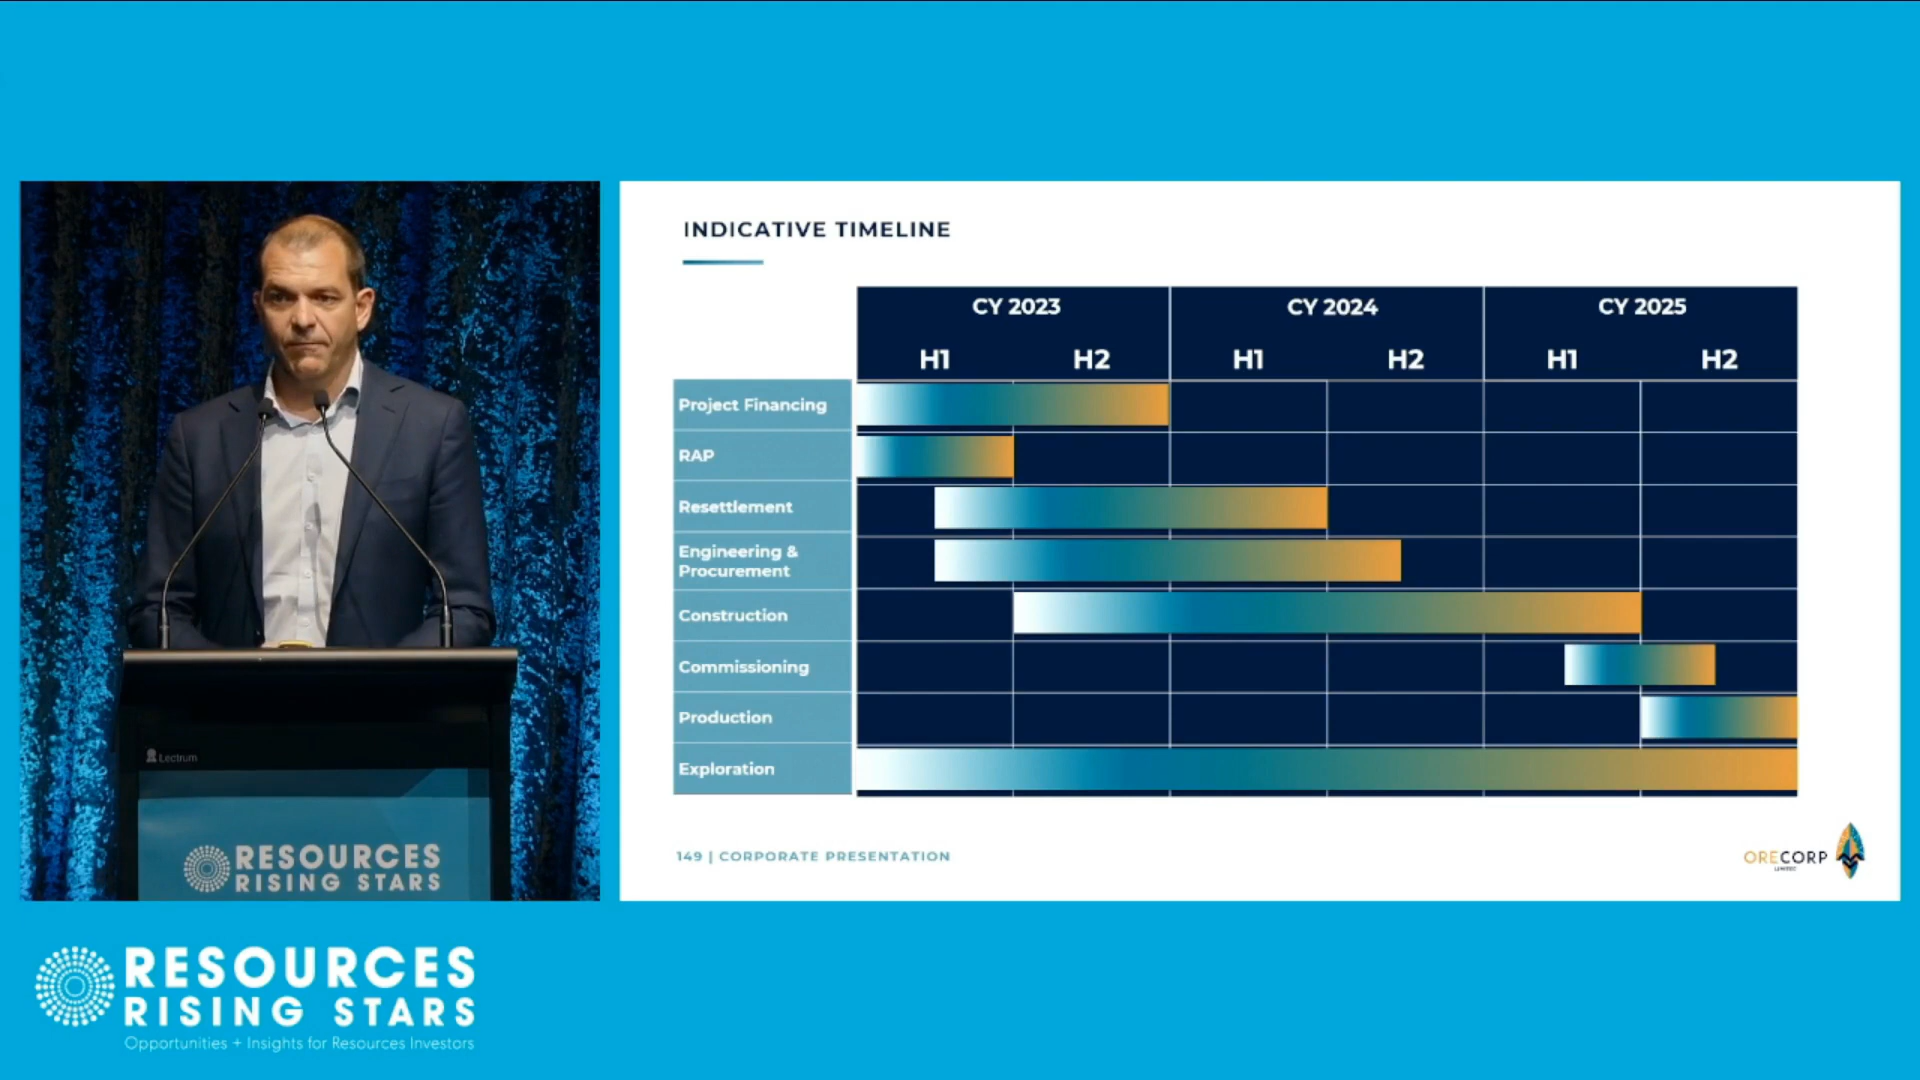 INDICATIVE TIMELINE
CY 2023 CY 2024 CY 2025
H1 H2 H1 H2 H1 H2
Project Financing
RAP
Resettlement
Engineering &
Procurement
Construction
Commissioning
Production
Exploration
149 | CORPORATE PRESENTATION
ORECORP
LIMITED
Lectrum
RESOURCES
RISING STARS
RESOURCES
RISING STARS
Opportunities + Insights for Resources Investors